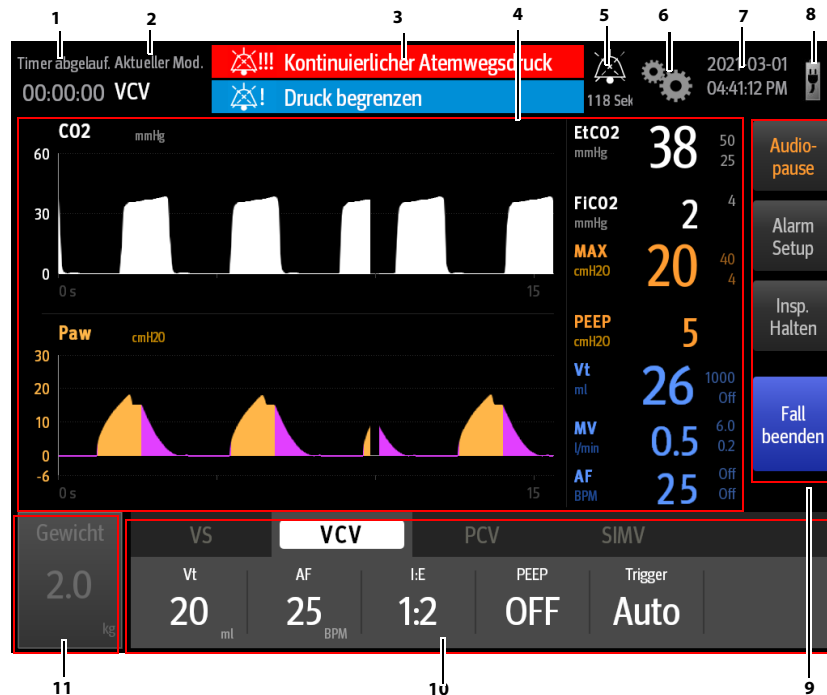 1
2
3
4
5
6
7
8
Timer abgelauf. Aktueller Mod.
00:00:00 VCV
!!! Kontinuierlicher Atemwegsdruck
! Druck begrenzen
118 Sek
2021-03-01
04:41:12 PM
CO2 mmHg
60
30
0
0 s 15
Paw cmH2O
30
20
10
0
-6
0 s 15
EtCO2
mmHg
38
50
25
FiCO2
mmHg
2
4
MAX
cmH2O
20
40
4
PEEP
cmH2O
5
Vt
ml
26
1000
Off
MV
l/min
0.5
6.0
0.2
AF
BPM
25
Off
Off
Audio-
pause
Alarm
Setup
Insp.
Halten
Fall
beenden
Gewicht
2.0
kg
VS VCV PCV SIMV
Vt AF I:E PEEP Trigger
20 ml 25 BPM 1:2 OFF Auto
11
10
9